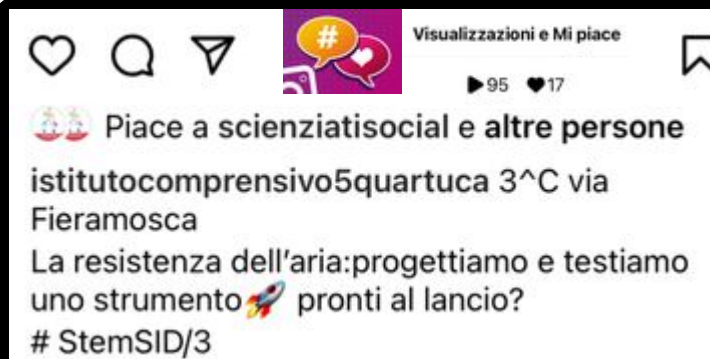 #
Visualizzazioni e Mi piace
95 17
Piace a scienziatisocial e altre persone
istitutocomprensivo5quartuca 3^C via
Fieramosca
La resistenza dell'aria:progettiamo e testiamo
uno strumento🚀 pronti al lancio?
# StemSID/3